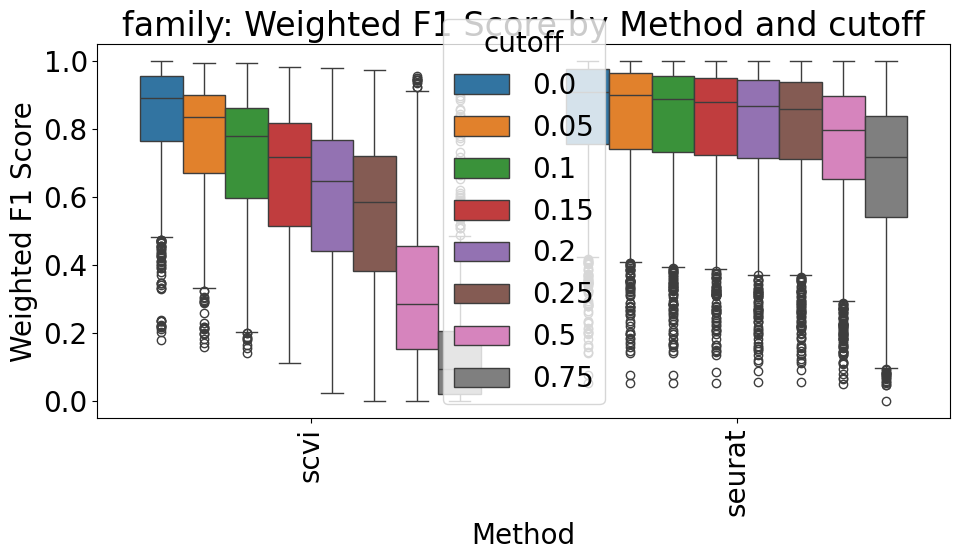 family: Weighted F1 Score by Method and cutoff
cutoff
0.0
0.05
0.1
0.15
0.2
0.25
0.5
0.75
Weighted F1 Score
1.0
0.8
0.6
0.4
0.2
0.0
scvi
seurat
Method